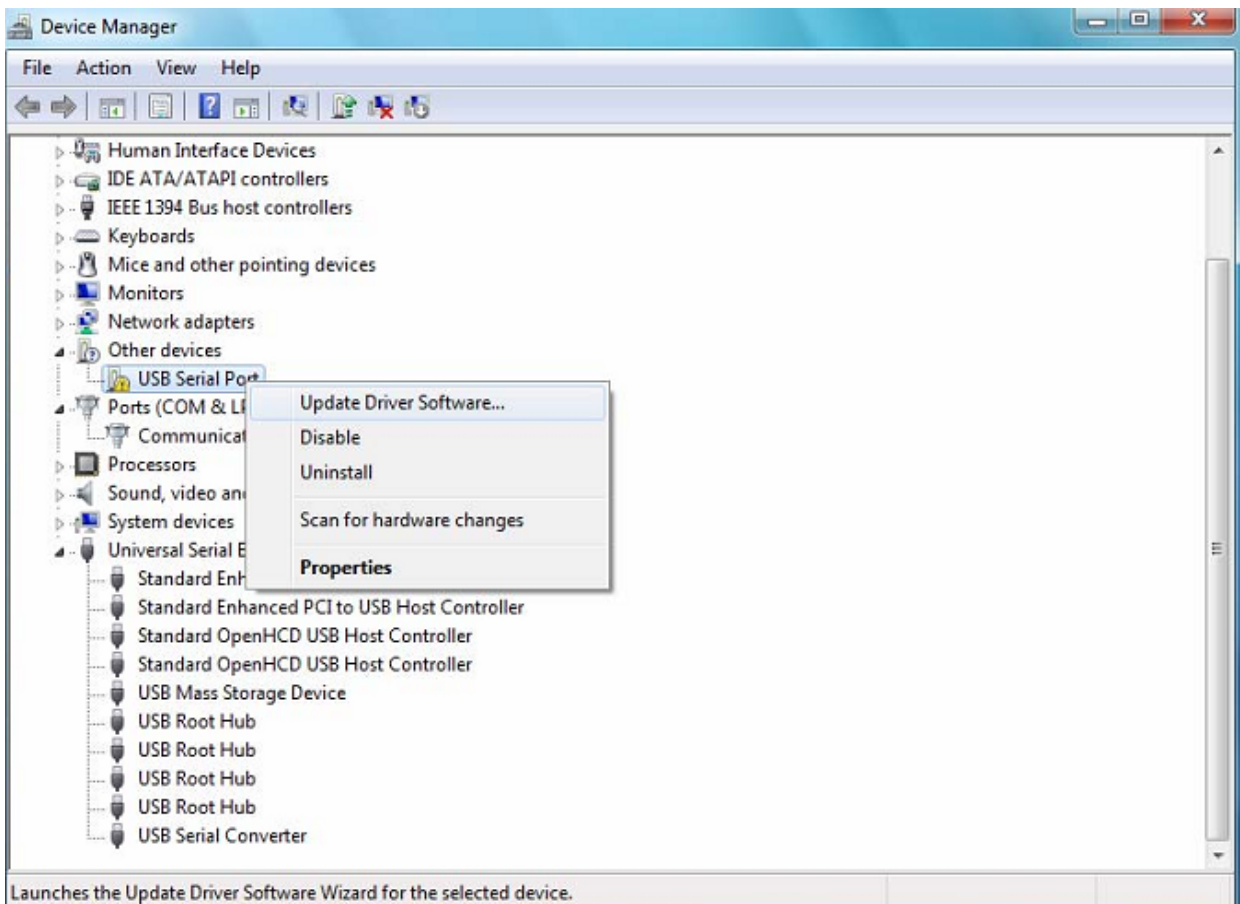 Device Manager
File Action View Help
Human Interface Devices
IDE ATA/ATAPI controllers
IEEE 1394 Bus host controllers
Keyboards
Mice and other pointing devices
Monitors
Network adapters
Other devices
USB Serial Port
Update Driver Software...
Disable
Uninstall
Scan for hardware changes
Properties
Ports (COM &
Communicat
Processors
Sound, video an
System devices
Universal Serial
Standard Enh
Standard Enhanced PCI to USB Host Controller
Standard OpenHCD USB Host Controller
Standard OpenHCD USB Host Controller
USB Mass Storage Device
USB Root Hub
USB Root Hub
USB Root Hub
USB Root Hub
USB Serial Converter
Launches the Update Driver Software Wizard for the selected device.